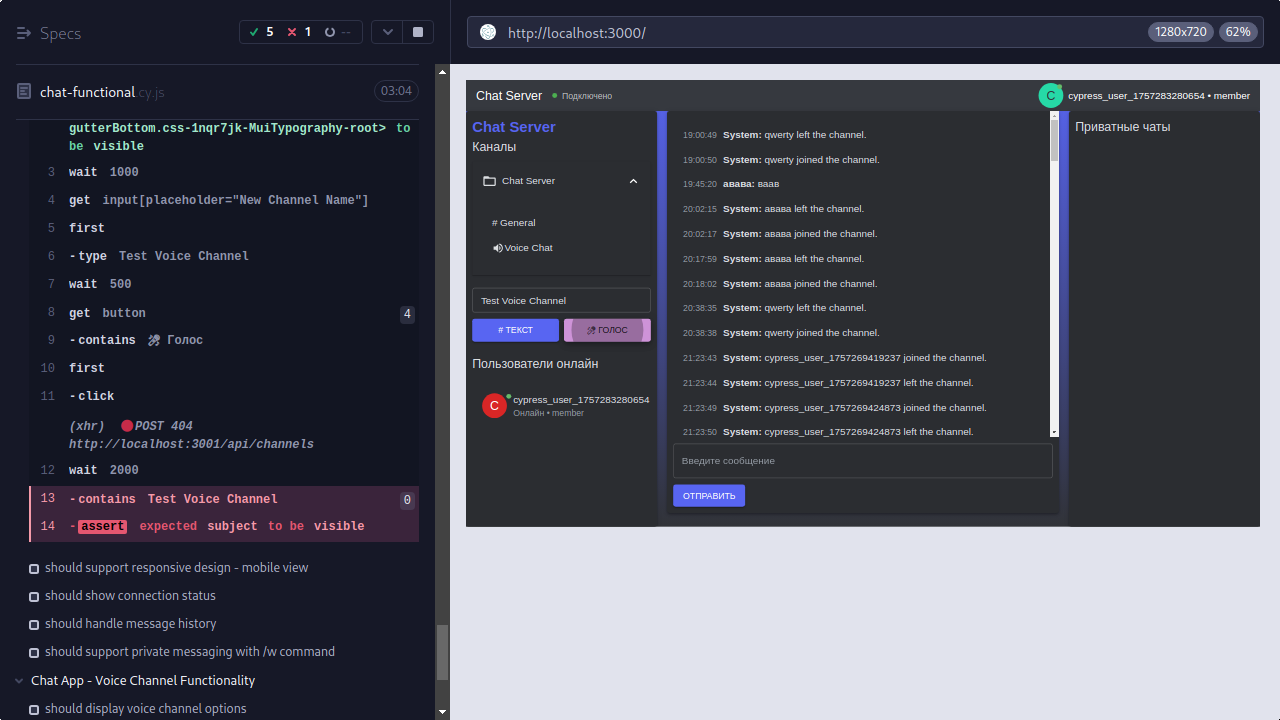 Specs
5
1
--
chat-functional.cy.js
03:04
gutterBottom.css-1nqr7jk-MuiTypography-root> to
be visible
3 wait 1000
4 get input[placeholder="New Channel Name"]
5 first
6 -type Test Voice Channel
7 wait 500
8 get button 4
9 -contains 🎤 Голос
10 first
11 -click
(xhr) POST 404
http://localhost:3001/api/channels
12 wait 2000
13 -contains Test Voice Channel 0
14 -assert expected subject to be visible
should support responsive design - mobile view
should show connection status
should handle message history
should support private messaging with /w command
Chat App - Voice Channel Functionality
should display voice channel options
http://localhost:3000/
1280x720
62%
Chat Server
Подключено
C
cypress_user_1757283280654 • member
Chat Server
Каналы
Chat Server
# General
Voice Chat
Test Voice Channel
# ТЕКСТ
🎤 ГОЛОС
Пользователи онлайн
C
cypress_user_1757283280654
Онлайн • member
19:00:49 System: qwerty left the channel.
19:00:50 System: qwerty joined the channel.
19:45:20 авава: ваав
20:02:15 System: авава left the channel.
20:02:17 System: авава joined the channel.
20:17:59 System: авава left the channel.
20:18:02 System: авава joined the channel.
20:38:35 System: qwerty left the channel.
20:38:38 System: qwerty joined the channel.
21:23:43 System: cypress_user_1757269419237 joined the channel.
21:23:44 System: cypress_user_1757269419237 left the channel.
21:23:49 System: cypress_user_1757269424873 joined the channel.
21:23:50 System: cypress_user_1757269424873 left the channel.
Введите сообщение
ОТПРАВИТЬ
Приватные чаты